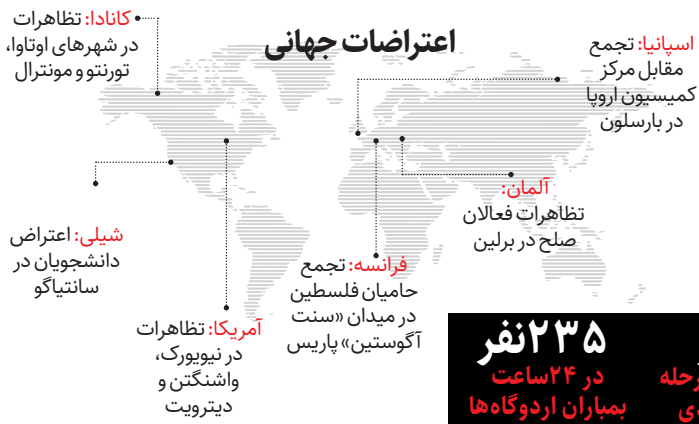 اعتراضات جهانی
اسپانیا: تجمع
مقابل مرکز
کمیسیون اروپا
در بارسلون
کانادا: تظاهرات
در شهرهای اوتاوا،
تورنتو و مونترال
آلمان:
تظاهرات فعالان
صلح در برلین
فرانسه: تجمع
حامیان فلسطین
در میدان «سنت
آگوستین» پاریس
شیلی: اعتراض
دانشجویان در
سانتیاگو
آمریکا: تظاهرات
در نیویورک،
واشنگتن و
دیترویت
۲۳۵نفر
در ۲۴ساعت
بمباران اردوگاه‌ها